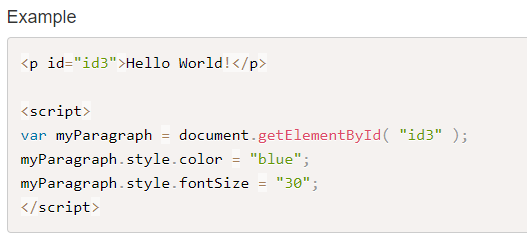 Example
<p id="id3">Hello World!</p>
<script>
var myParagraph = document.getElementById( "id3" );
myParagraph.style.color = "blue";
myParagraph.style.fontSize = "30";
</script>